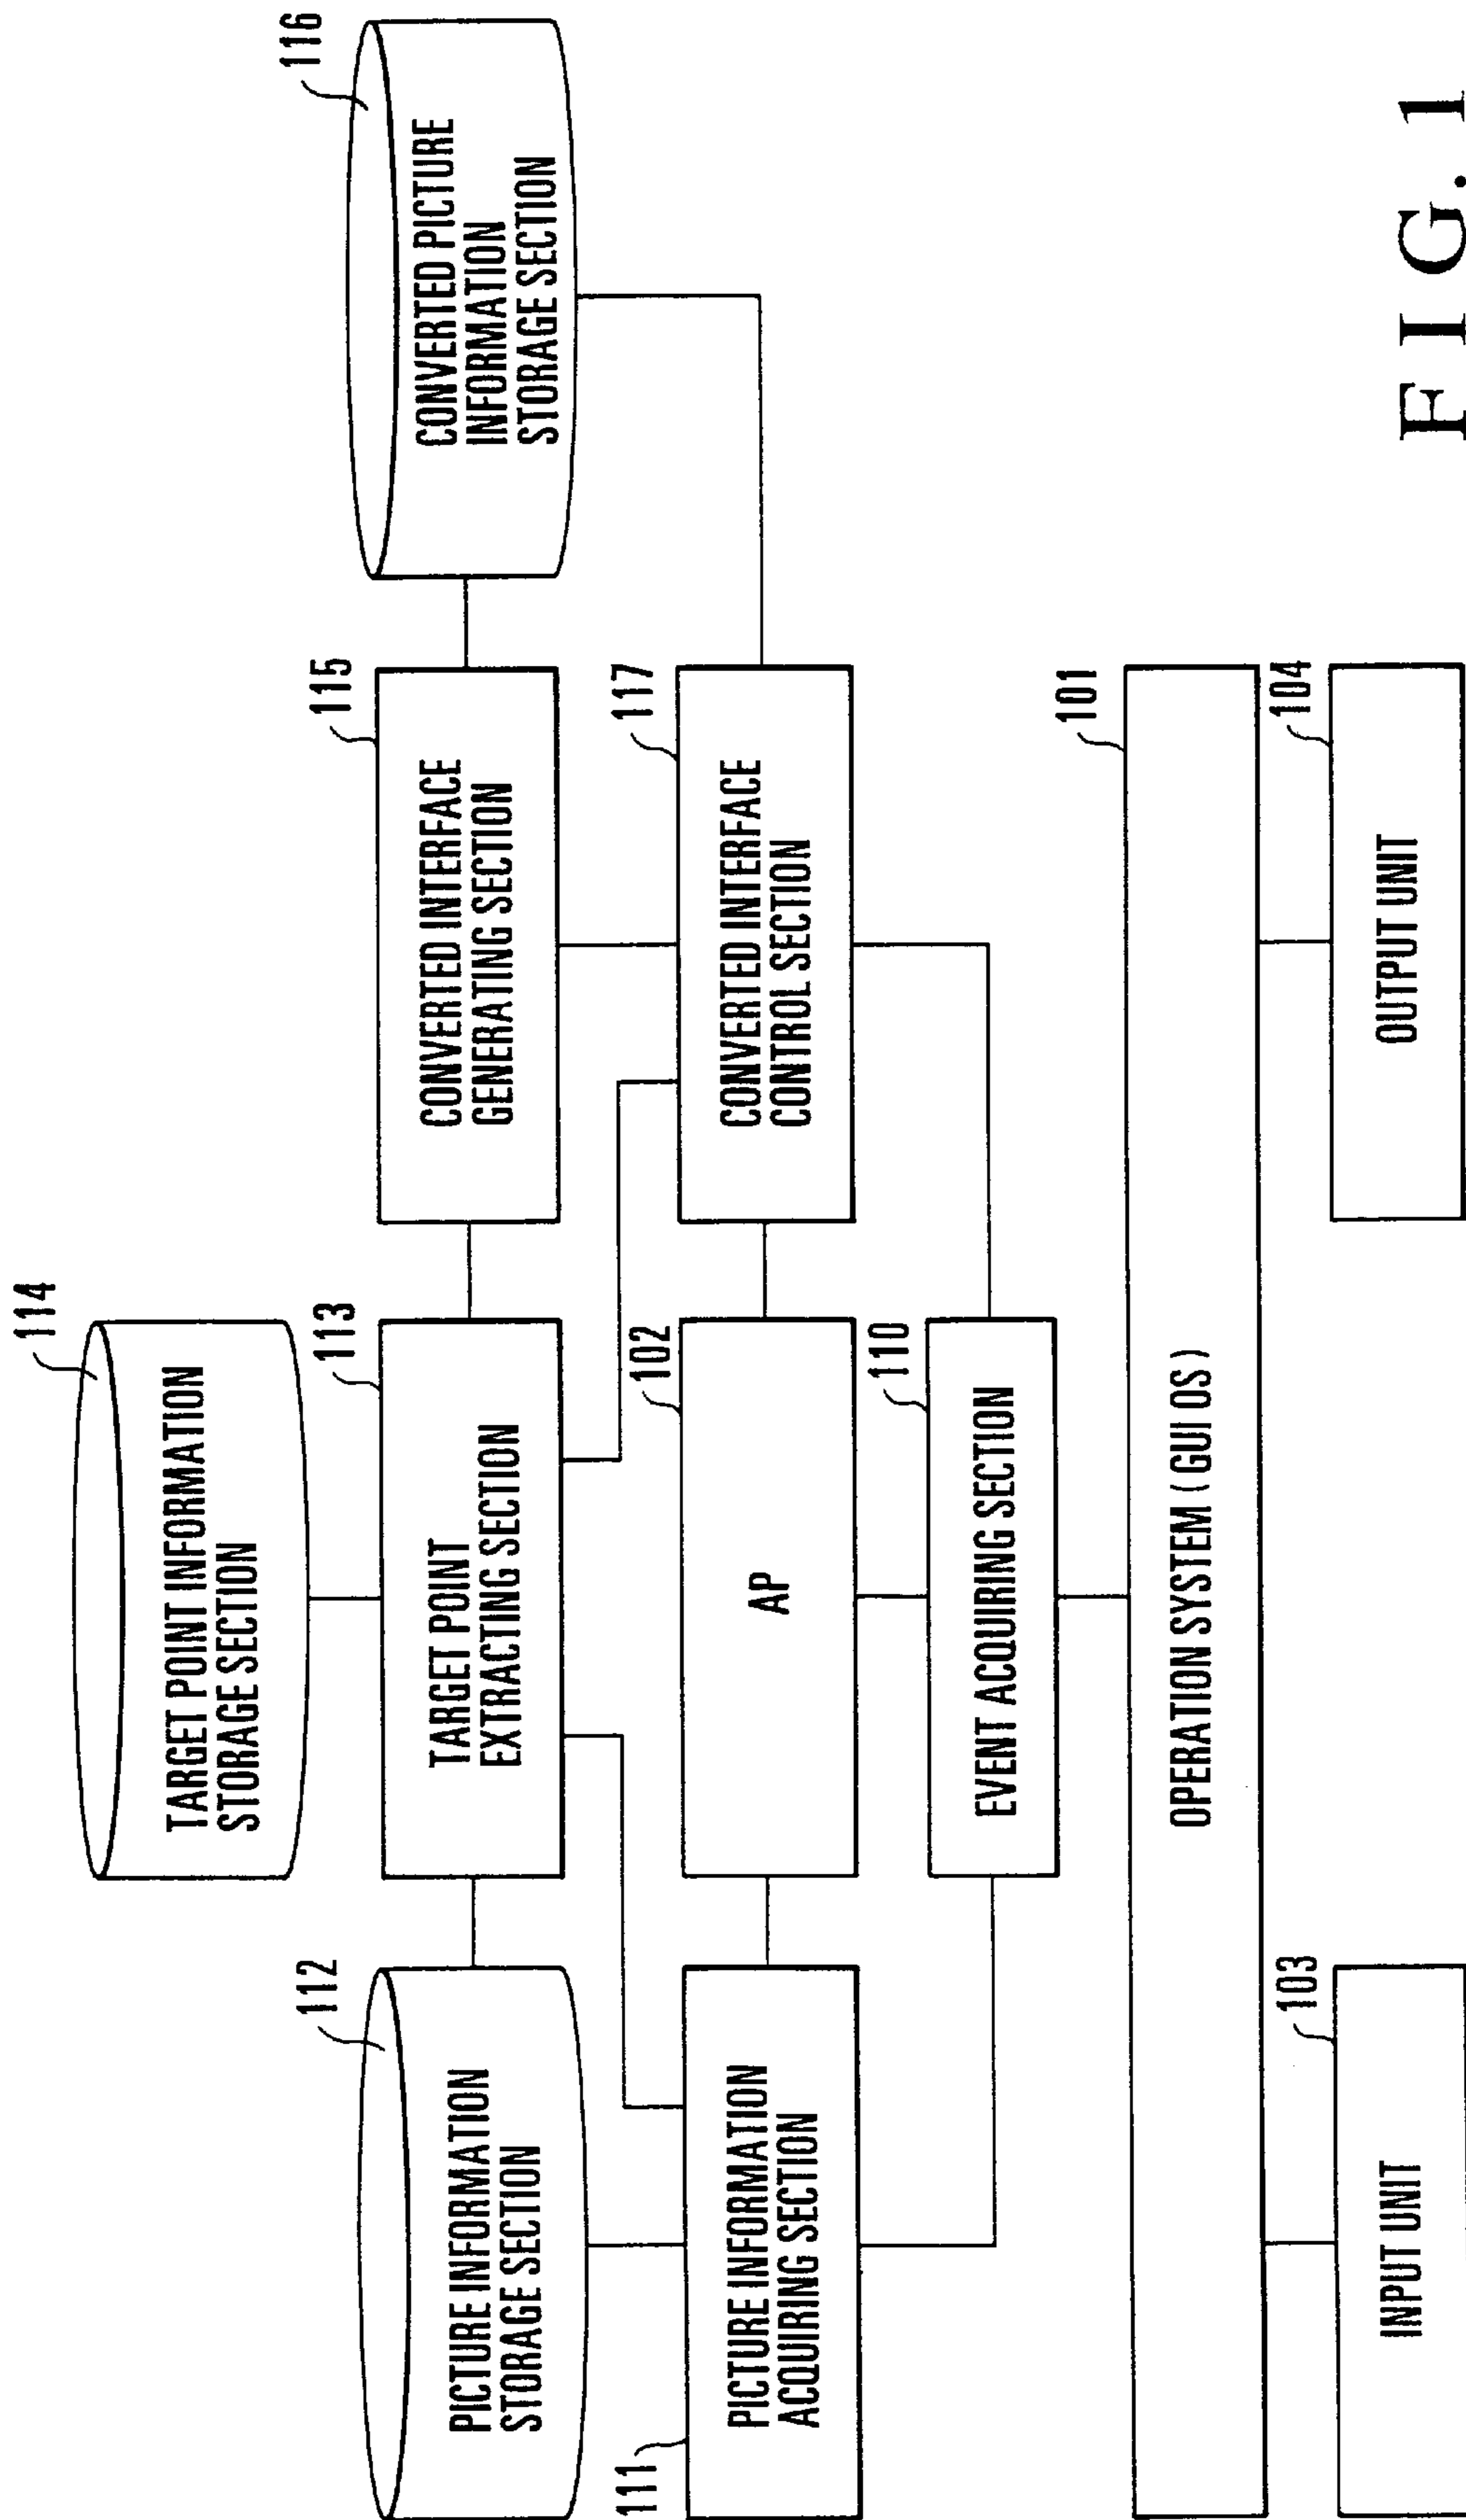 114
TARGET POINT INFORMATION
STORAGE SECTION
112
PICTURE INFORMATION
STORAGE SECTION
113
TARGET POINT
EXTRACTING SECTION
115
CONVERTED INTERFACE
GENERATING SECTION
116
CONVERTED PICTURE
INFORMATION
STORAGE SECTION
111
PICTURE INFORMATION
ACQUIRING SECTION
102
AP
117
CONVERTED INTERFACE
CONTROL SECTION
110
EVENT ACQUIRING SECTION
101
OPERATION SYSTEM (GUI OS)
103
INPUT UNIT
104
OUTPUT UNIT
FIG. 1